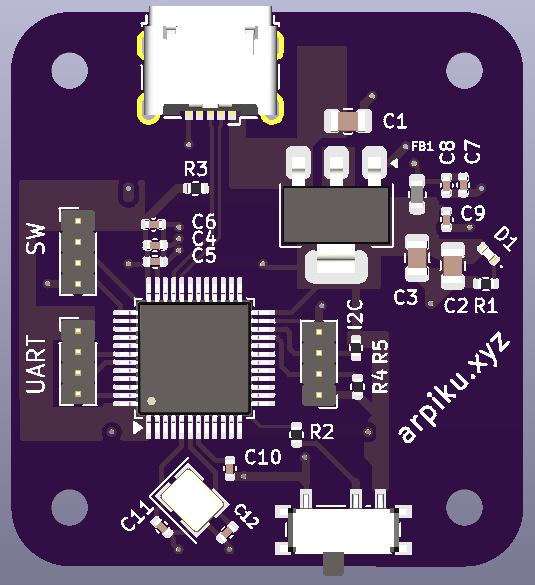 C1
FB1
C8
C7
R3
C6
C4
C5
C9
SW
D1
C3
C2
R1
I2C
UART
R5
R4
arpiku.xyz
R2
C10
C11
C12